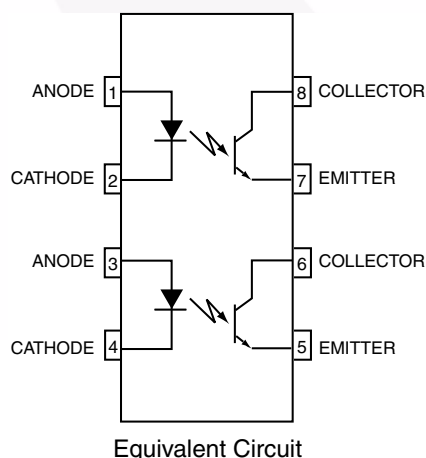 ANODE 1 8 COLLECTOR
CATHODE 2 7 EMITTER
ANODE 3 6 COLLECTOR
CATHODE 4 5 EMITTER
Equivalent Circuit